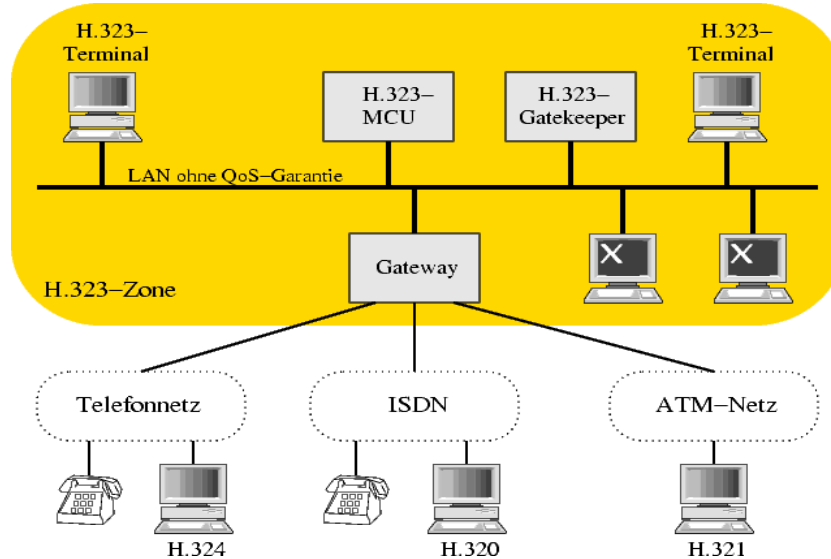 H.323–
Terminal
H.323–
Terminal
H.323–
MCU
H.323–
Gatekeeper
LAN ohne QoS–Garantie
X
X
Gateway
H.323–Zone
Telefonnetz
ISDN
ATM–Netz
H.324
H.320
H.321